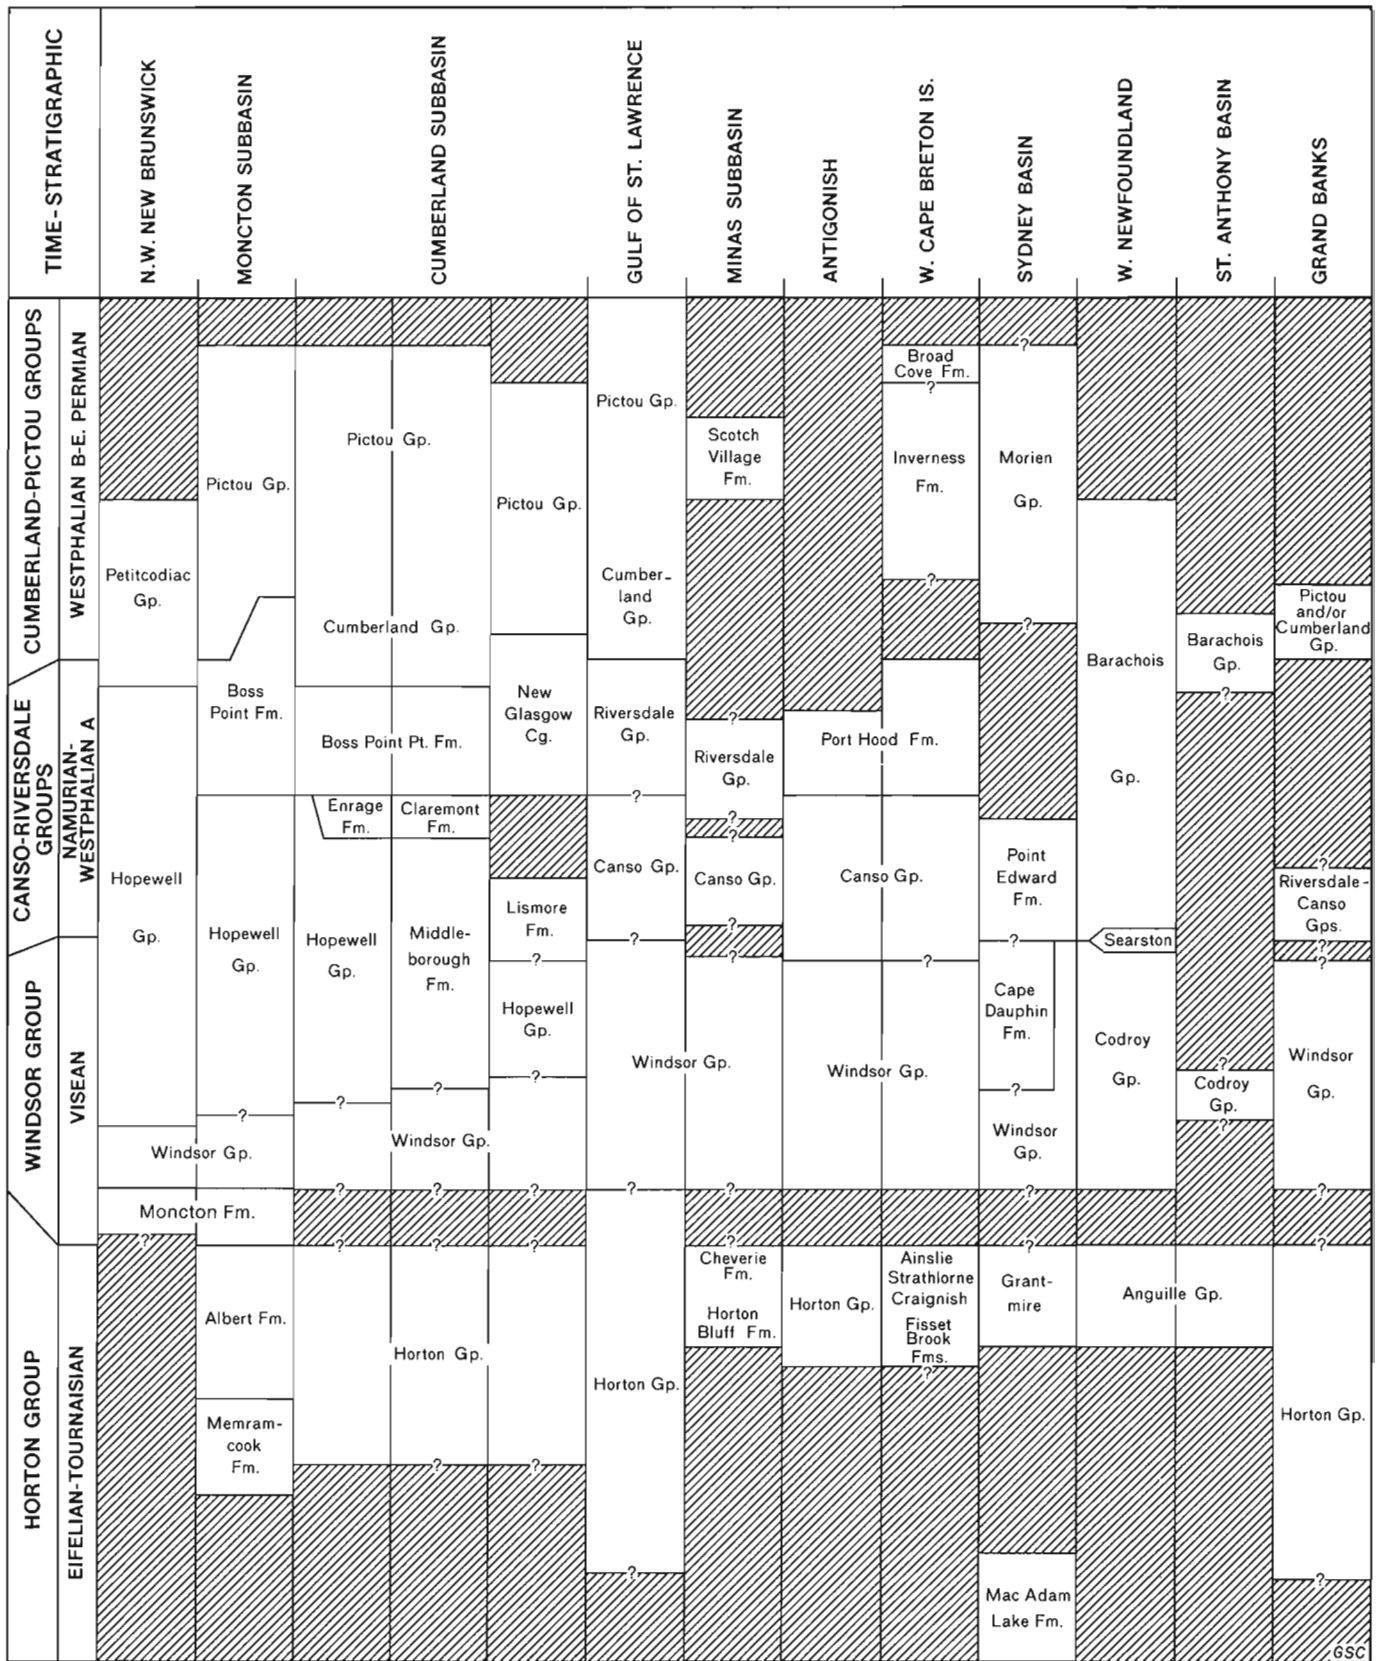 TIME-STRATIGRAPHIC
N.W. NEW BRUNSWICK
MONCTON SUBBASIN
CUMBERLAND SUBBASIN
GULF OF ST. LAWRENCE
MINAS SUBBASIN
ANTIGONISH
W. CAPE BRETON IS.
SYDNEY BASIN
W. NEWFOUNDLAND
ST. ANTHONY BASIN
GRAND BANKS
CUMBERLAND-PICTOU GROUPS
WESTPHALIAN B-E. PERMIAN
CANSO-RIVERSDALE
GROUPS
NAMURIAN-
WESTPHALIAN A
WINDSOR GROUP
VISEAN
HORTON GROUP
EIFELIAN-TOURNAISIAN
Petitcodiac
Gp.
Hopewell
Gp.
Windsor Gp.
Moncton Fm.
?
Pictou Gp.
Boss
Point Fm.
Hopewell
Gp.
?
Albert Fm.
Memram-
cook
Fm.
Pictou Gp.
Cumberland Gp.
Boss Point Pt. Fm.
Enrage
Fm.
Claremont
Fm.
Hopewell
Gp.
?
Middle-
borough
Fm.
?
Windsor Gp.
?
?
?
?
?
?
Horton Gp.
?
?
Pictou Gp.
New
Glasgow
Cg.
Lismore
Fm.
?
Hopewell
Gp.
?
Pictou Gp.
Cumber-
land
Gp.
Riversdale
Gp.
?
Canso Gp.
?
Windsor Gp.
?
Horton Gp.
?
Scotch
Village
Fm.
?
Riversdale
Gp.
?
?
Canso Gp.
?
?
?
?
Cheverie
Fm.
Horton
Bluff Fm.
Port Hood Fm.
Canso Gp.
?
Windsor Gp.
Horton Gp.
Broad
Cove Fm.
?
Inverness
Fm.
?
Ainslie
Strathlorne
Craignish
Fisset
Brook
Fms.
?
?
Morien
Gp.
?
Point
Edward
Fm.
?
Cape
Dauphin
Fm.
?
Windsor
Gp.
?
?
Grant-
mire
Mac Adam
Lake Fm.
Barachois
Gp.
Searston
Codroy
Gp.
Anguille Gp.
Barachois
Gp.
?
?
Codroy
Gp.
?
Pictou
and/or
Cumberland
Gp.
?
Riversdale-
Canso
Gps.
?
?
Windsor
Gp.
?
?
Horton Gp.
?
GSC